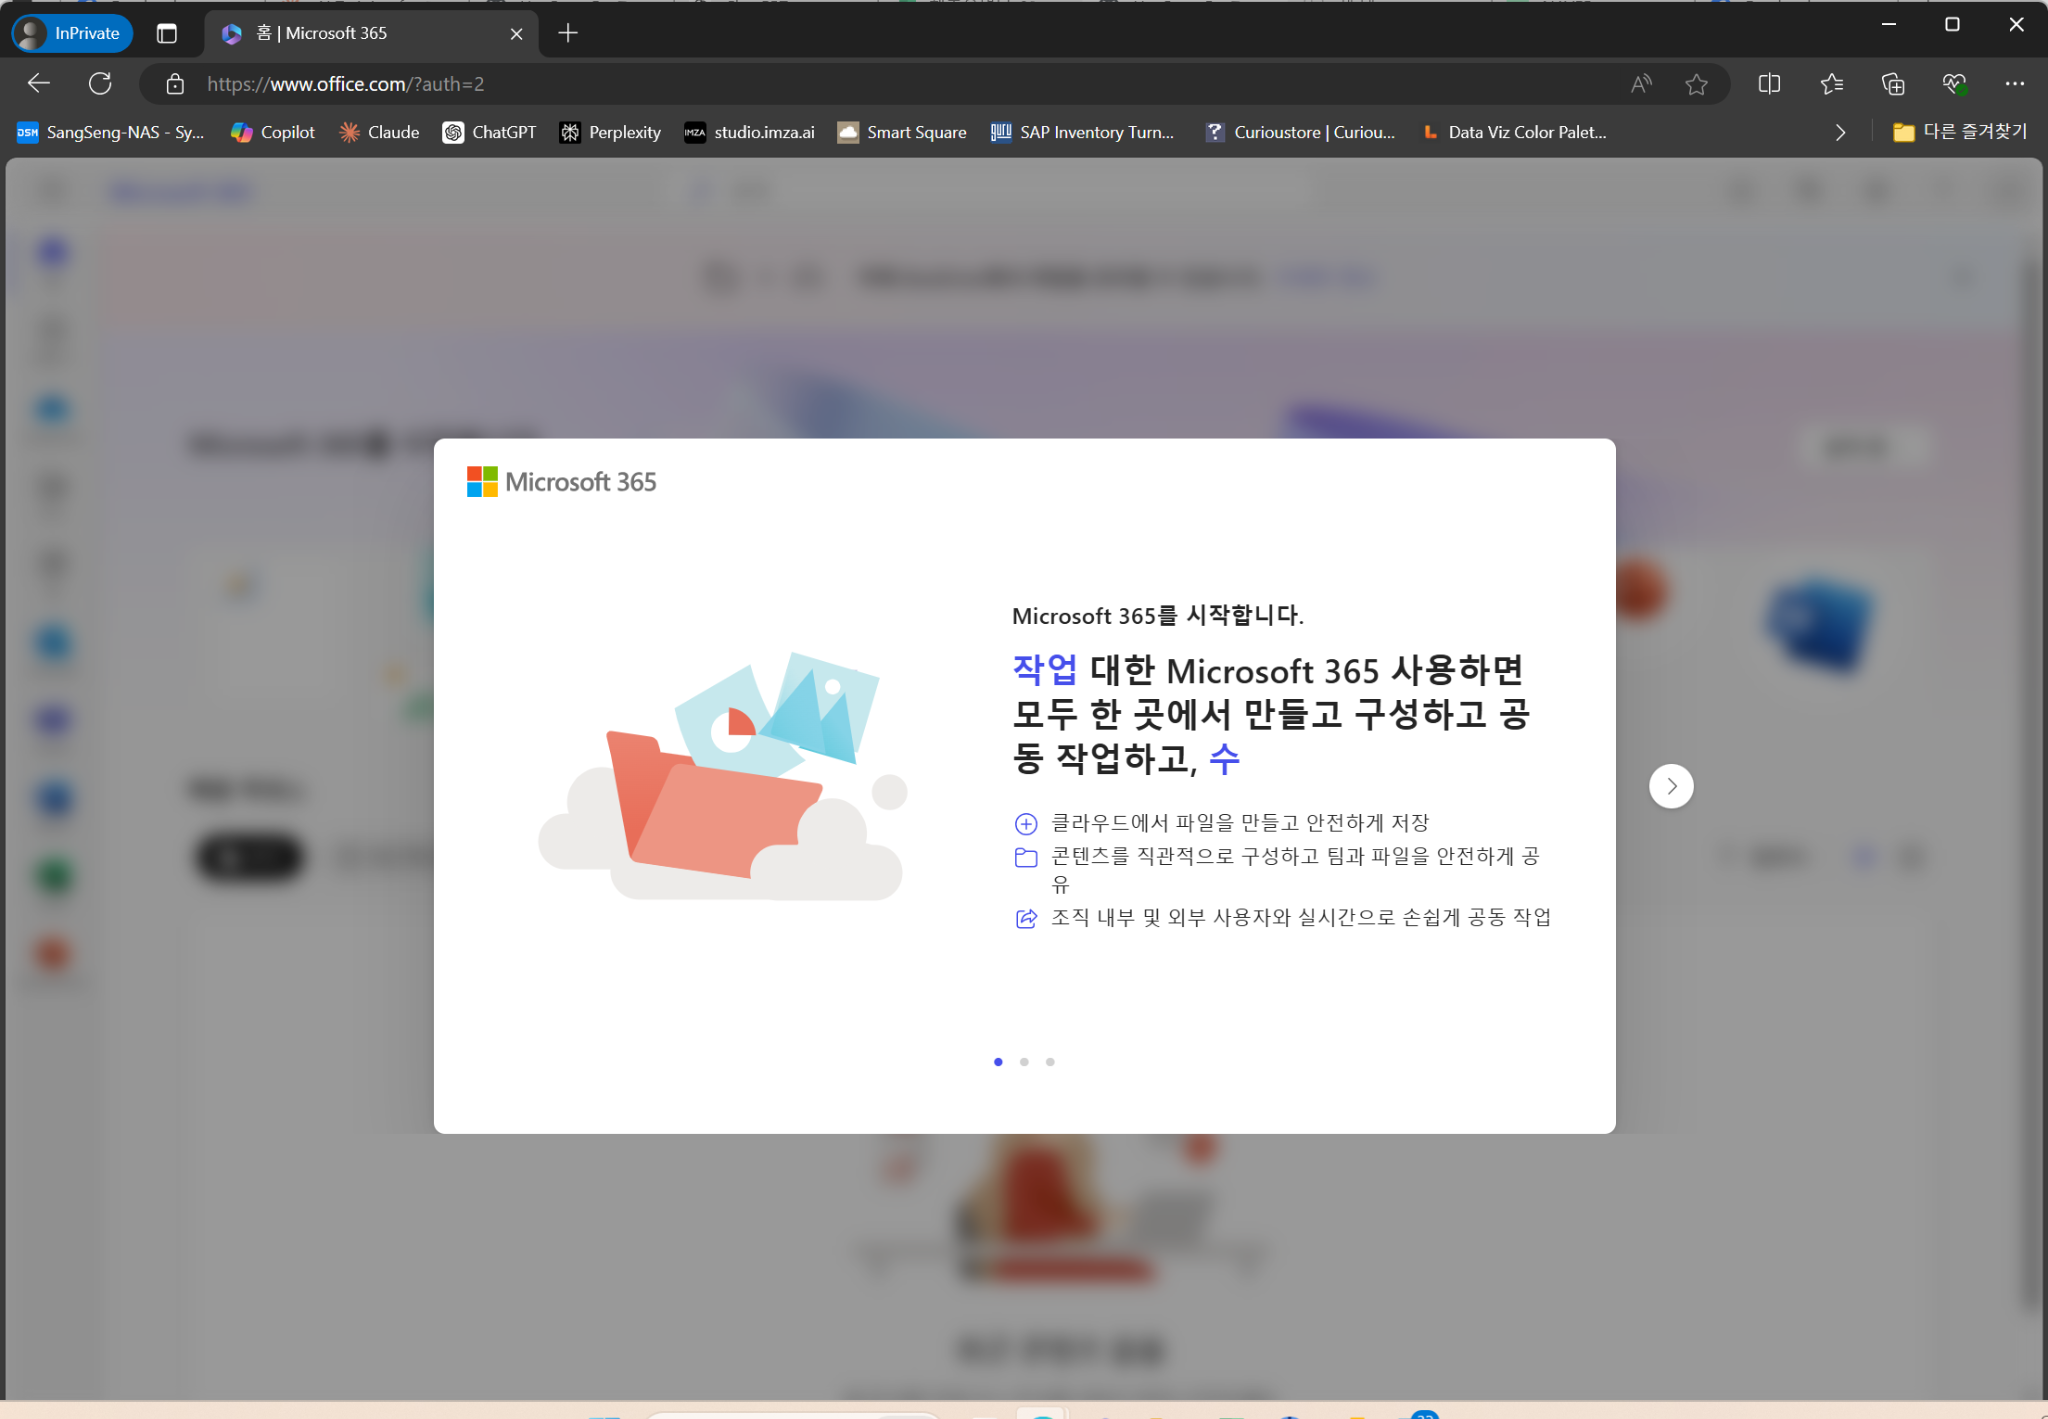 InPrivate
홈 | Microsoft 365
https://www.office.com/?auth=2
SangSeng-NAS - Sy...
Copilot
Claude
ChatGPT
Perplexity
studio.imza.ai
Smart Square
SAP Inventory Turn...
Curioustore | Curiou...
Data Viz Color Palet...
다른 즐겨찾기
Microsoft 365
Microsoft 365를 시작합니다.
작업 대한 Microsoft 365 사용하면
모두 한 곳에서 만들고 구성하고 공
동 작업하고, 수
클라우드에서 파일을 만들고 안전하게 저장
콘텐츠를 직관적으로 구성하고 팀과 파일을 안전하게 공
유
조직 내부 및 외부 사용자와 실시간으로 손쉽게 공동 작업